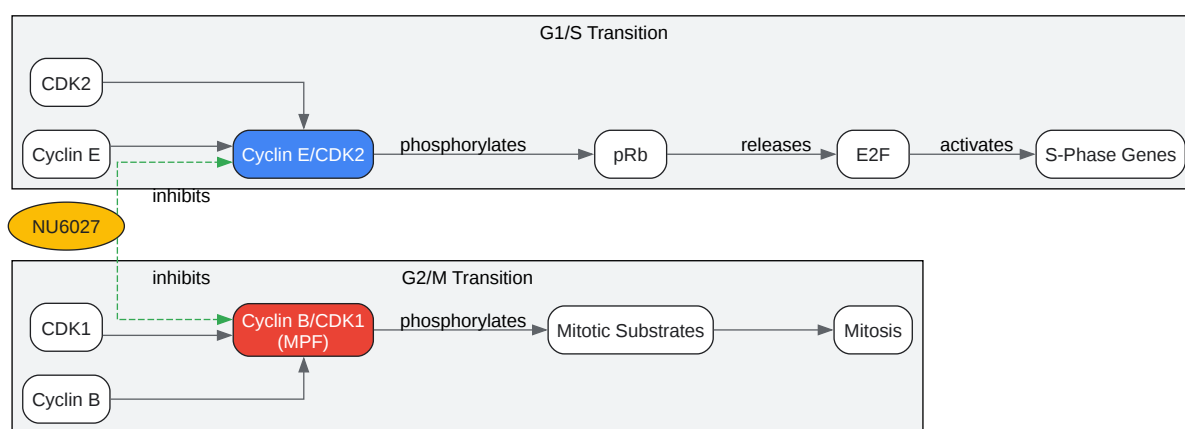 G1/S Transition
CDK2
Cyclin E
Cyclin E/CDK2
phosphorylates
pRb
releases
E2F
activates
S-Phase Genes
inhibits
NU6027
inhibits
G2/M Transition
CDK1
Cyclin B/CDK1
(MPF)
phosphorylates
Mitotic Substrates
Mitosis
Cyclin B